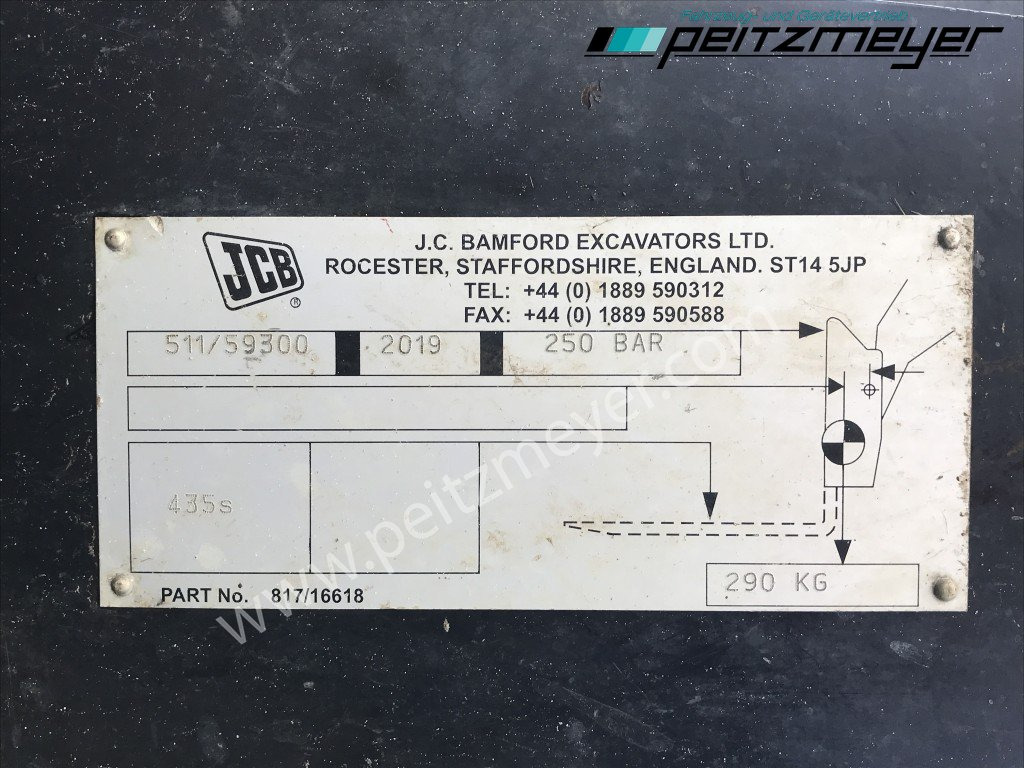 Fahrzeug- und Gerätevertrieb
peitzmeyer
JCB
®
J.C. BAMFORD EXCAVATORS LTD.
ROCESTER, STAFFORDSHIRE, ENGLAND. ST14 5JP
TEL: +44 (0) 1889 590312
FAX: +44 (0) 1889 590588
511/59300 2019 250 BAR
435s
PART No. 817/16618
290 KG
www.peitzmeyer.com